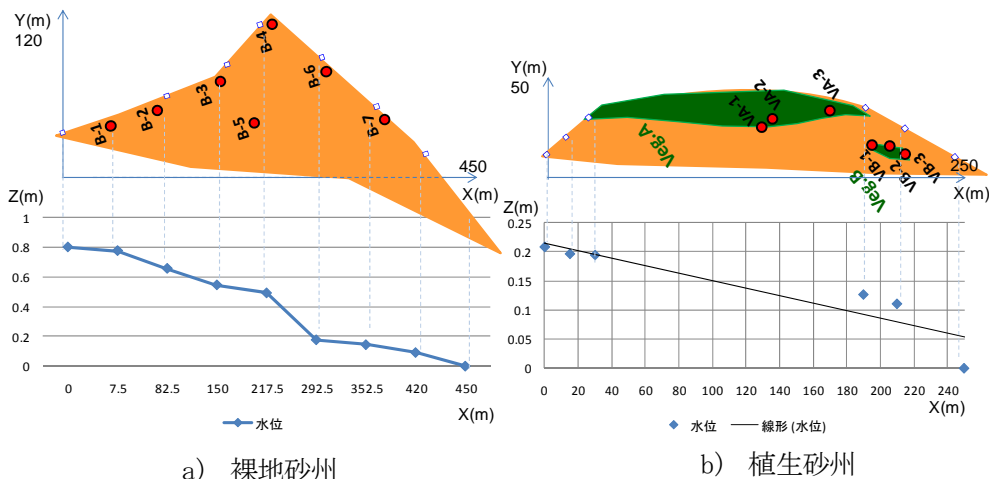 Y(m)
120
B-1
B-2
B-3
B-4
B-5
B-6
B-7
450
X(m)
Z(m)
1
0.8
0.6
0.4
0.2
0
0 7.5 82.5 150 217.5 292.5 352.5 420 450
X(m)
水位
a) 裸地砂州
Y(m)
50
VA-1
VA-2
VA-3
Veg.A
VB-1
VB-2
VB-3
Veg.B
250
X(m)
Z(m)
0.25
0.2
0.15
0.1
0.05
0
0 20 40 60 80 100 120 140 160 180 200 220 240
X(m)
水位 線形 (水位)
b) 植生砂州